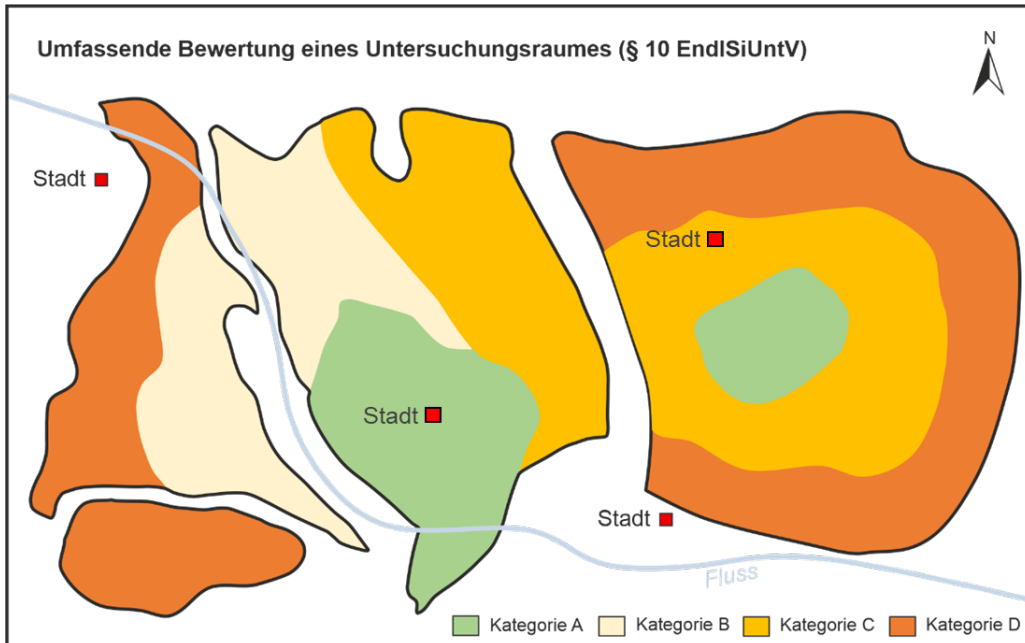 Umfassende Bewertung eines Untersuchungsraumes (§ 10 EndlSiUntV)
N
Stadt
Stadt
Stadt
Stadt
Fluss
Kategorie A
Kategorie B
Kategorie C
Kategorie D